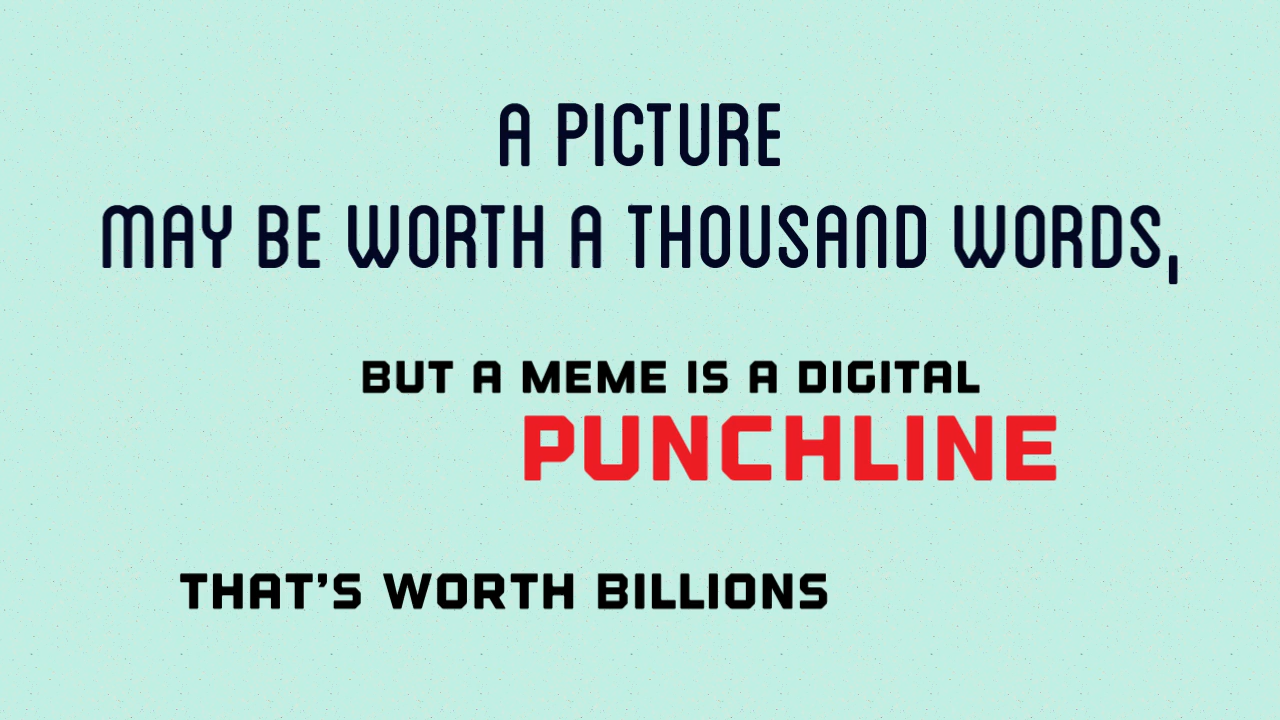 A PICTURE
MAY BE WORTH A THOUSAND WORDS,
BUT A MEME IS A DIGITAL
PUNCHLINE
THAT'S WORTH BILLIONS